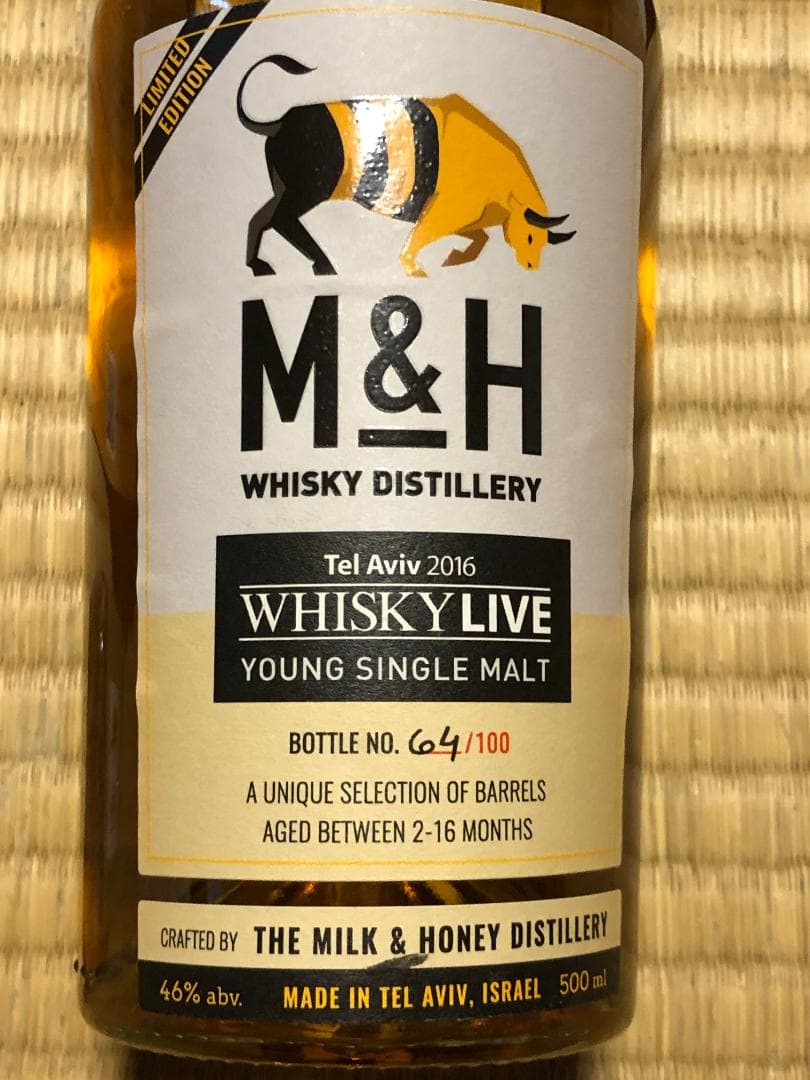 LIMITED
EDITION
M&H
WHISKY DISTILLERY
Tel Aviv 2016
WHISKY LIVE
YOUNG SINGLE MALT
BOTTLE NO. 64/100
A UNIQUE SELECTION OF BARRELS
AGED BETWEEN 2-16 MONTHS
CRAFTED BY THE MILK & HONEY DISTILLERY
46% abv. MADE IN TEL AVIV, ISRAEL 500 ml